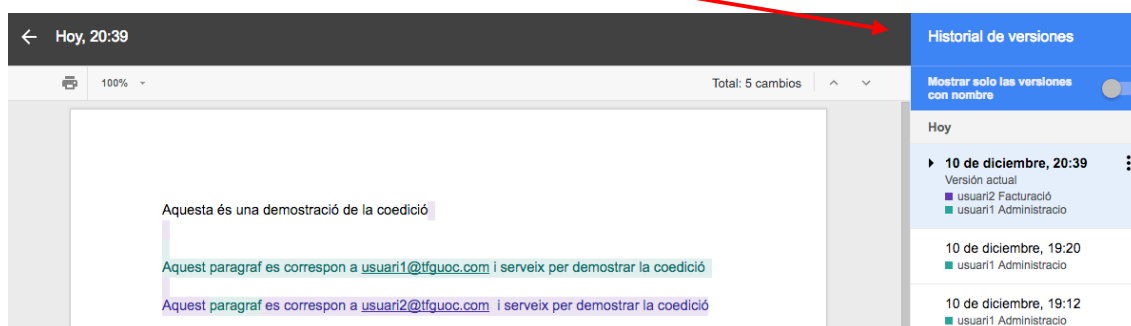 Hoy, 20:39
Historial de versiones
100%
Total: 5 cambios
Mostrar solo las versiones
con nombre
Hoy
10 de diciembre, 20:39
Versión actual
usuari2 Facturació
usuari1 Administracio
10 de diciembre, 19:20
usuari1 Administracio
10 de diciembre, 19:12
usuari1 Administracio
Aquesta és una demostració de la coedició
Aquest paragraf es correspon a usuari1@tfguoc.com i serveix per demostrar la coedició
Aquest paragraf es correspon a usuari2@tfguoc.com i serveix per demostrar la coedició